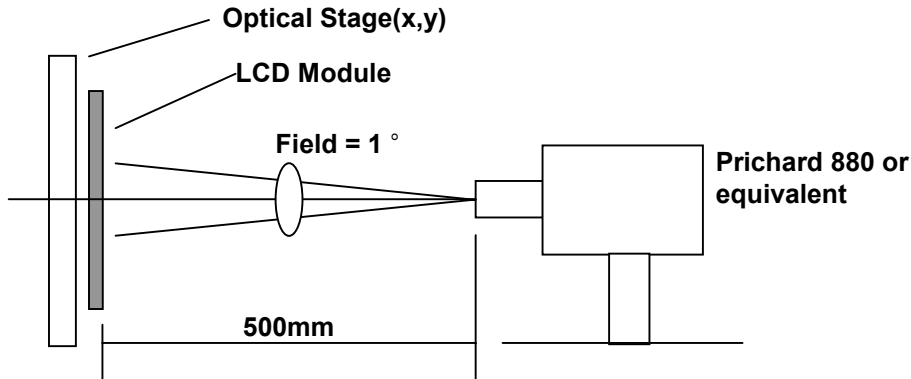 Optical Stage(x,y)
LCD Module
Field = 1 °
Prichard 880 or
equivalent
500mm